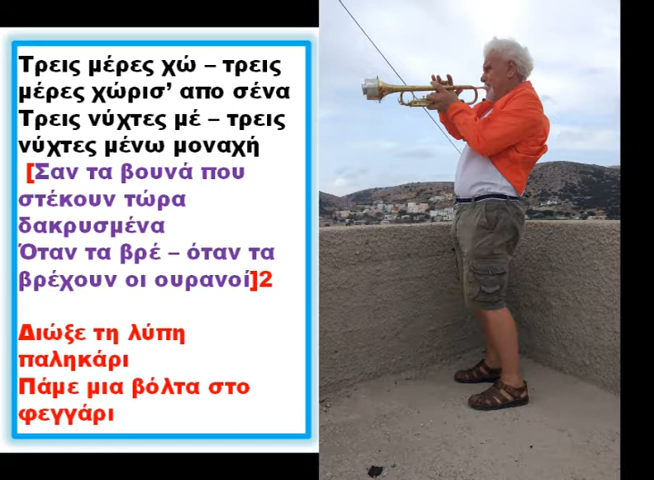 Τρεις μέρες χώ – τρεις
μέρες χώρισ’ απο σένα
Τρεις νύχτες μέ – τρεις
νύχτες μένω μοναχή
[Σαν τα βουνά που
στέκουν τώρα
δακρυσμένα
Όταν τα βρέ – όταν τα
βρέχουν οι ουρανοί]2
Διώξε τη λύπη
παληκάρι
Πάμε μια βόλτα στο
φεγγάρι